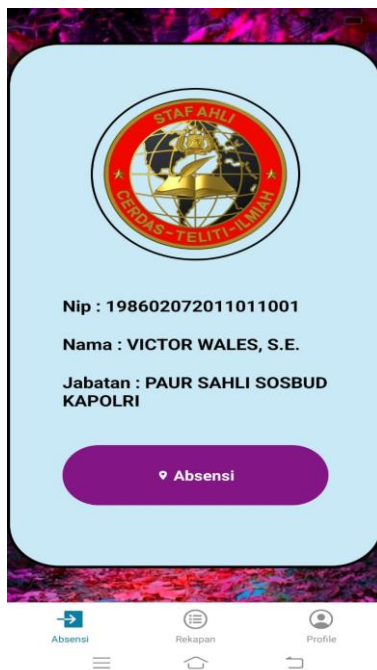 STAF AHLI
CERDAS-TELITI-ILMIAH
Nip : 198602072011011001
Nama : VICTOR WALES, S.E.
Jabatan : PAUR SAHLI SOSBUD
KAPOLRI
Absensi
Absensi
Rekapan
Profile